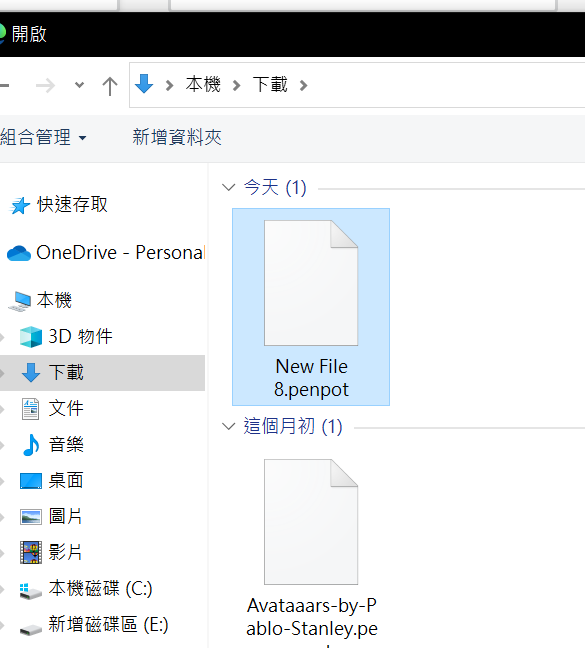 開啟
本機
下載
組合管理
新增資料夾
快速存取
OneDrive - Personal
本機
3D 物件
下載
文件
音樂
桌面
圖片
影片
本機磁碟 (C:)
新增磁碟區 (E:)
今天 (1)
New File
8.penpot
這個月初 (1)
Avataaars-by-P
ablo-Stanley.pe